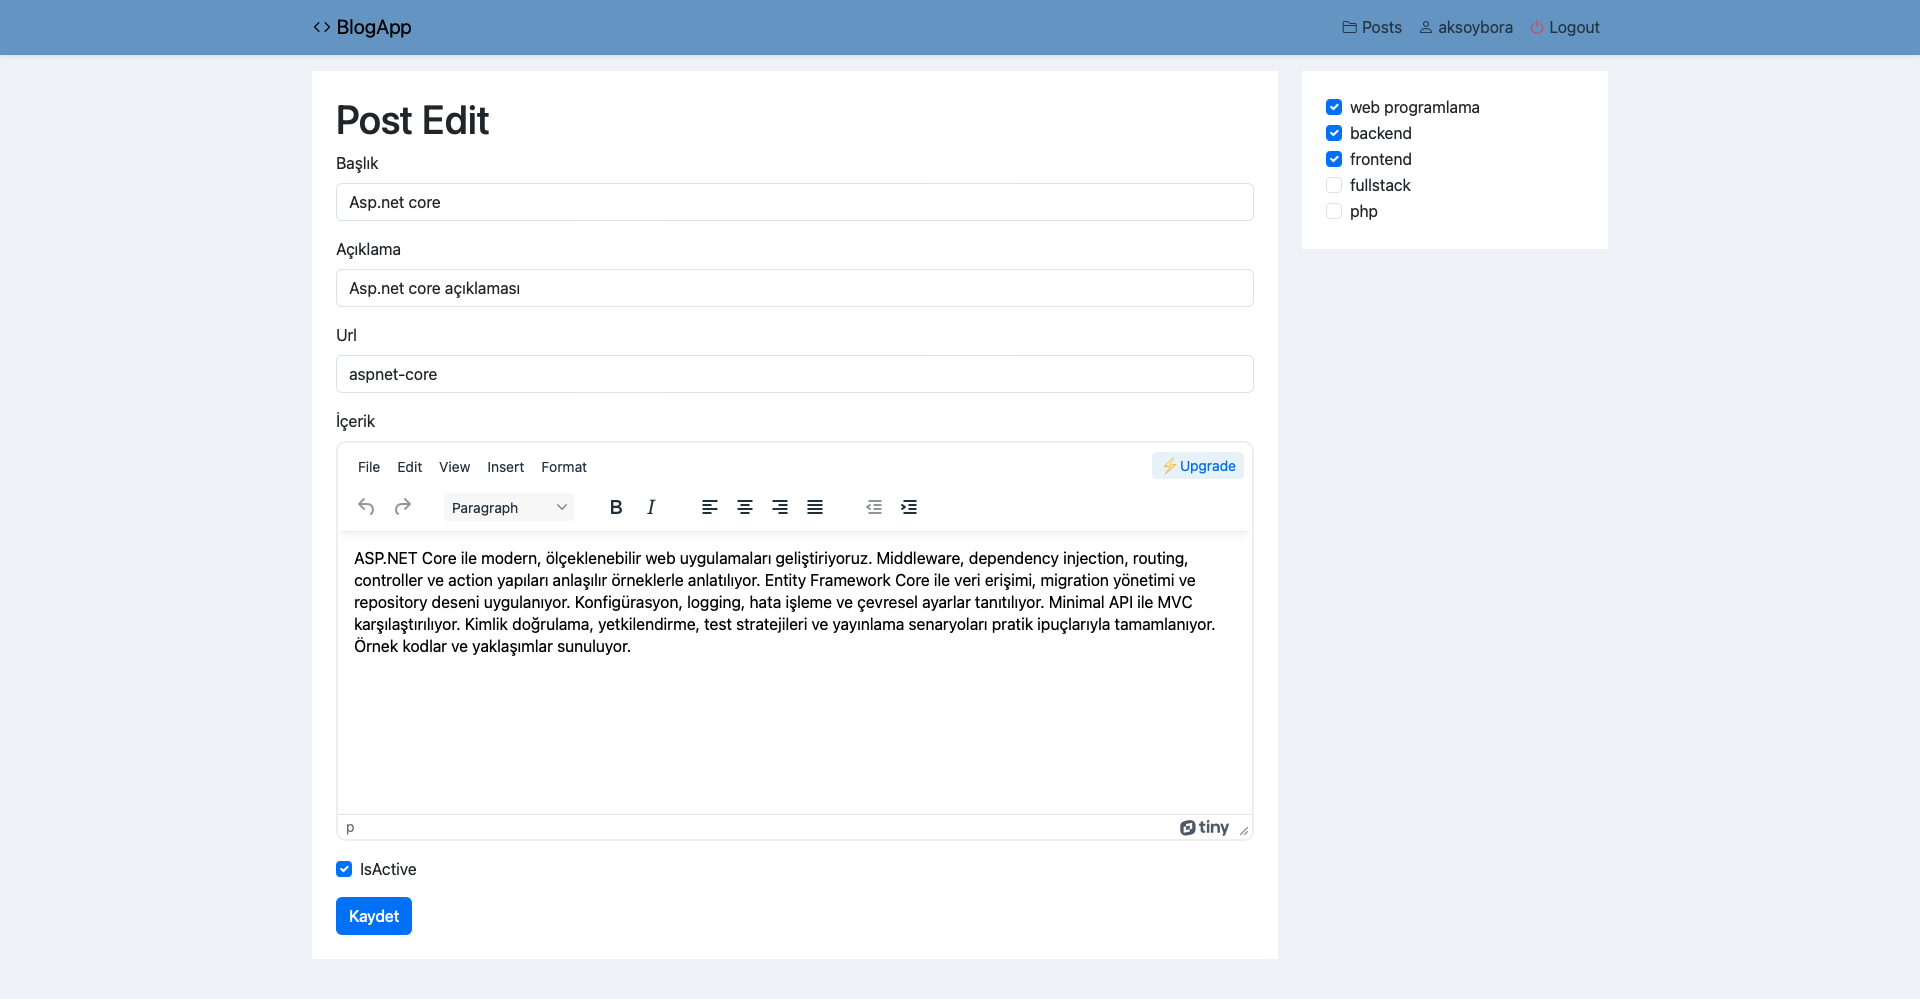 BlogApp
Posts aksoybora Logout
Post Edit
Başlık
Asp.net core
Açıklama
Asp.net core açıklaması
Url
aspnet-core
İçerik
File Edit View Insert Format
Upgrade
Paragraph B I
ASP.NET Core ile modern, ölçeklenebilir web uygulamaları geliştiriyoruz. Middleware, dependency injection, routing,
controller ve action yapıları anlaşılır örneklerle anlatılıyor. Entity Framework Core ile veri erişimi, migration yönetimi ve
repository deseni uygulanıyor. Konfigürasyon, logging, hata işleme ve çevresel ayarlar tanıtılıyor. Minimal API ile MVC
karşılaştırılıyor. Kimlik doğrulama, yetkilendirme, test stratejileri ve yayınlama senaryoları pratik ipuçlarıyla tamamlanıyor.
Örnek kodlar ve yaklaşımlar sunuluyor.
p
tiny
IsActive
Kaydet
web programlama
backend
frontend
fullstack
php